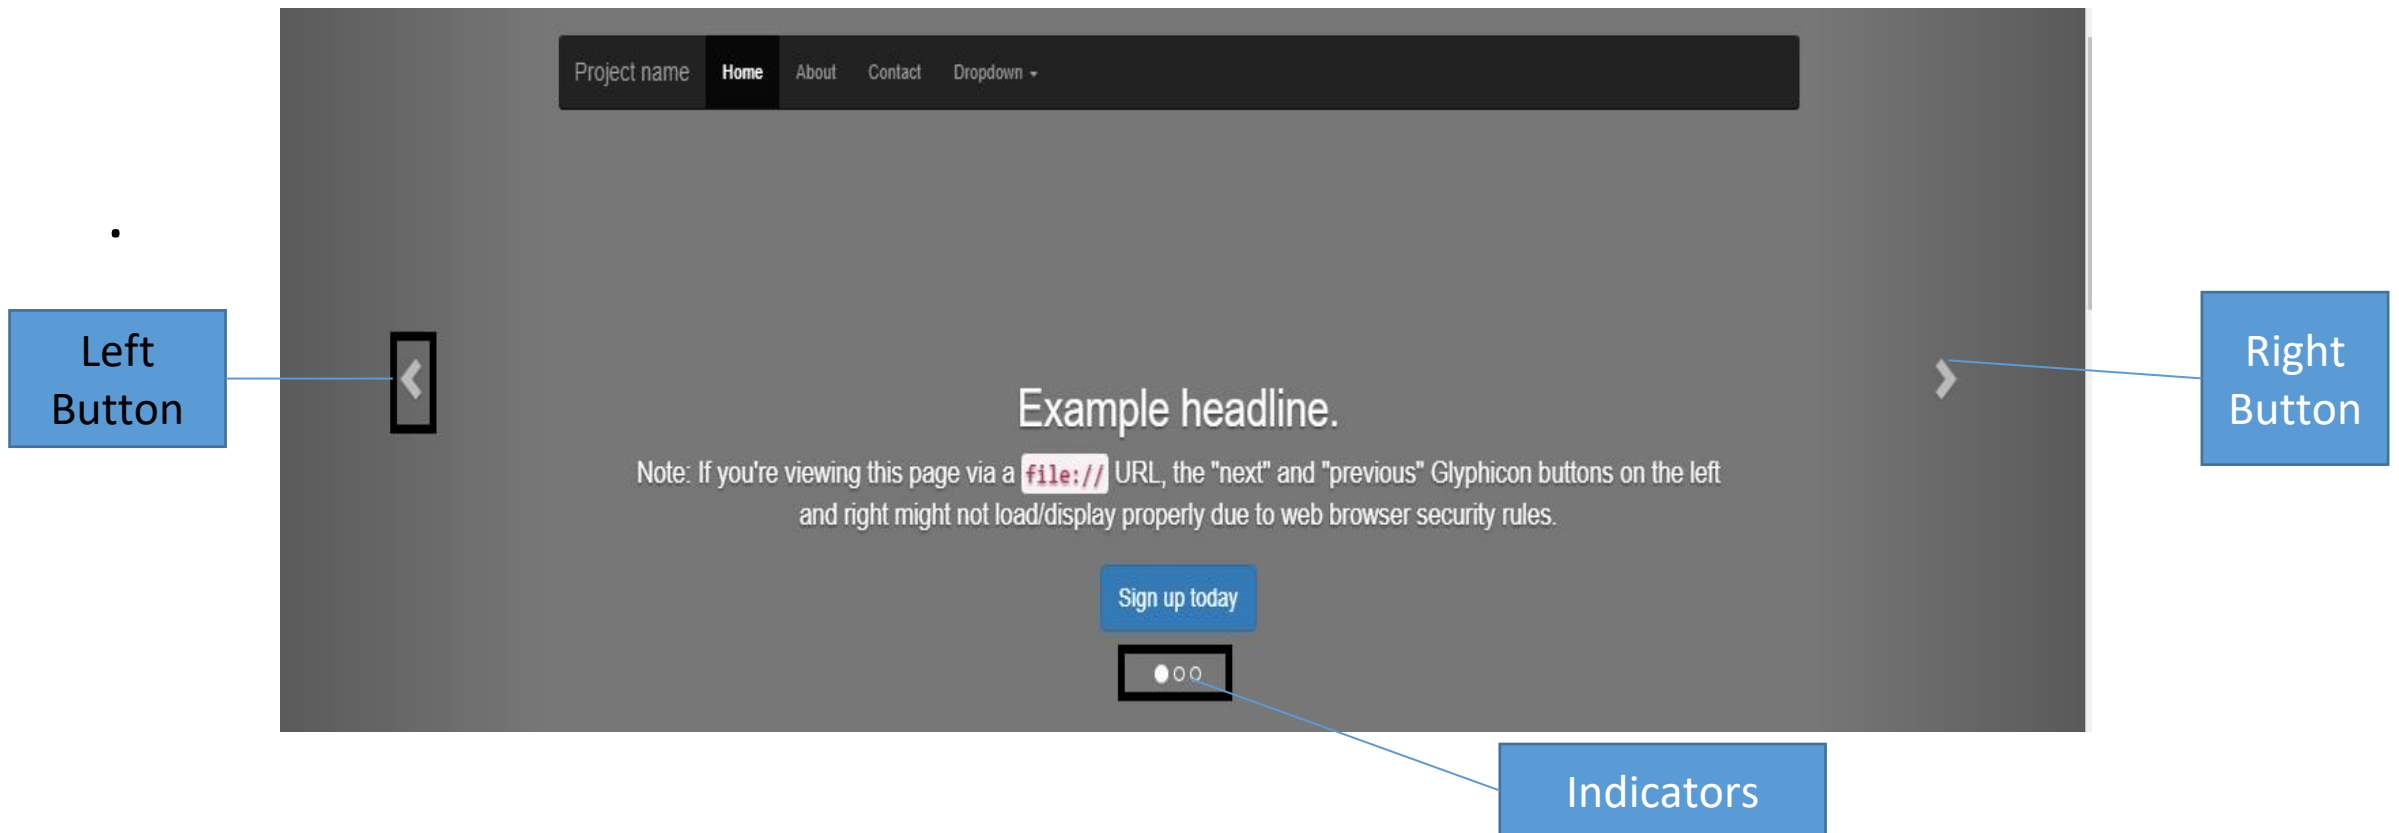 Project name Home About Contact Dropdown
.
Left
Button
Right
Button
Example headline.
Note: If you're viewing this page via a file:// URL, the "next" and "previous" Glyphicon buttons on the left
and right might not load/display properly due to web browser security rules.
Sign up today
Indicators